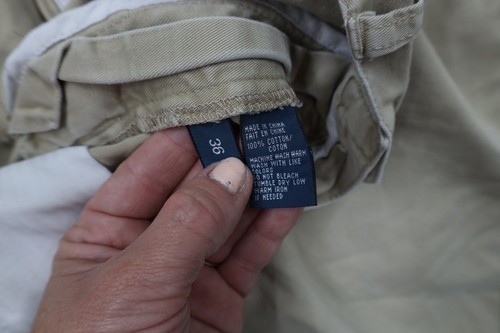 36
MADE IN CHINA
FAIT EN CHINE
100% COTTON/
COTON
MACHINE WASH WARM
WASH WITH LIKE
COLORS
DO NOT BLEACH
TUMBLE DRY LOW
WARM IRON
IF NEEDED